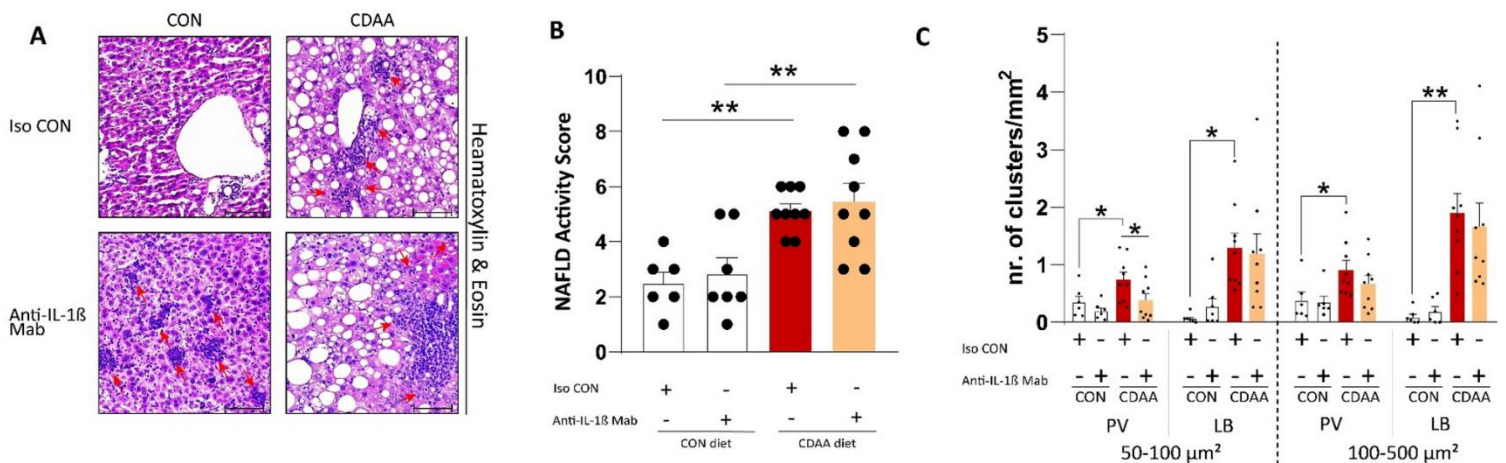 A
CON
CDAA
Iso CON
Anti-IL-1ß
Mab
Heamatoxylin & Eosin
B
NAFLD Activity Score
10
8
6
4
2
0
**
**
Iso CON
+
-
+
-
Anti-IL-1ß Mab
-
+
-
+
CON diet
CDAA diet
C
nr. of clusters/mm²
5
4
3
2
1
0
*
*
*
*
**
Iso CON
+ - + - + - + - + - + - + - + -
Anti-IL-1ß Mab
- + - + - + - + - + - + - + - +
CON CDAA CON CDAA CON CDAA CON CDAA
PV LB PV LB
50-100 µm² 100-500 µm²